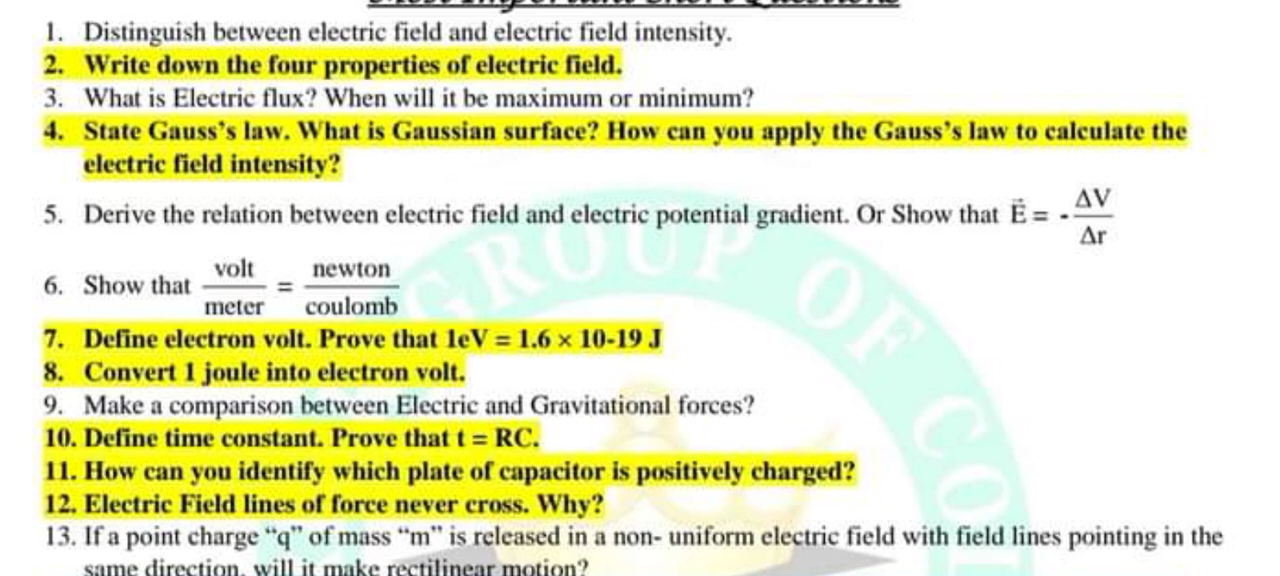 Most Important Short Questions
1. Distinguish between electric field and electric field intensity.
2. Write down the four properties of electric field.
3. What is Electric flux? When will it be maximum or minimum?
4. State Gauss's law. What is Gaussian surface? How can you apply the Gauss's law to calculate the
electric field intensity?
5. Derive the relation between electric field and electric potential gradient. Or Show that E⃗ = - ΔV/Δr
6. Show that volt/meter = newton/coulomb
7. Define electron volt. Prove that 1eV = 1.6 × 10-19 J
8. Convert 1 joule into electron volt.
9. Make a comparison between Electric and Gravitational forces?
10. Define time constant. Prove that t = RC.
11. How can you identify which plate of capacitor is positively charged?
12. Electric Field lines of force never cross. Why?
13. If a point charge “q” of mass “m” is released in a non- uniform electric field with field lines pointing in the
same direction, will it make rectilinear motion?
GROUP OF CO